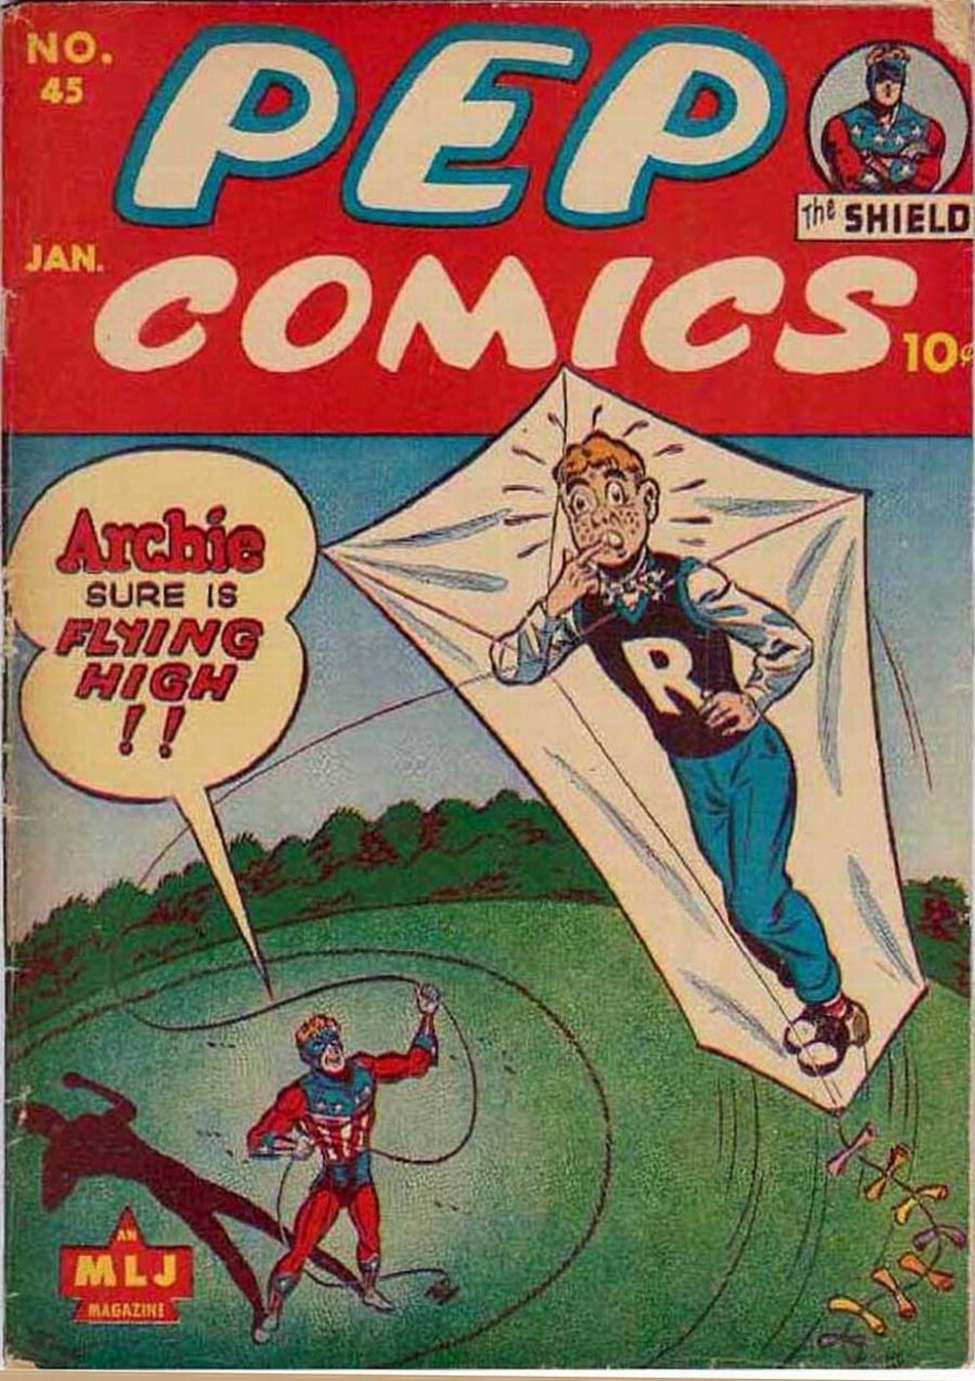 NO.
45
PEP
JAN.
COMICS
10¢
The SHIELD
Archie
SURE IS
FLYING
HIGH
!!
R
AN
MLJ
MAGAZINE